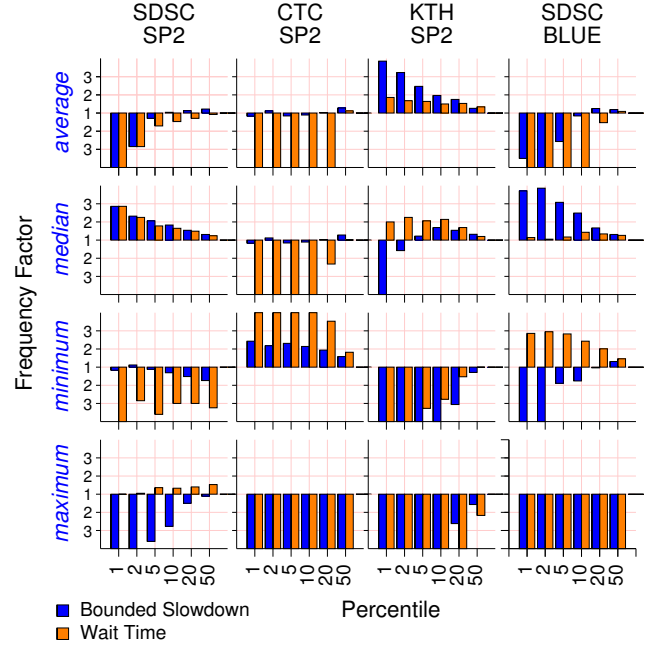 SDSC SP2
CTC SP2
KTH SP2
SDSC BLUE
Frequency Factor
average
3
2
1
2
3
median
3
2
1
2
3
minimum
3
2
1
2
3
maximum
3
2
1
2
3
1 2 5 10 20 50
1 2 5 10 20 50
1 2 5 10 20 50
1 2 5 10 20 50
Percentile
Bounded Slowdown
Wait Time